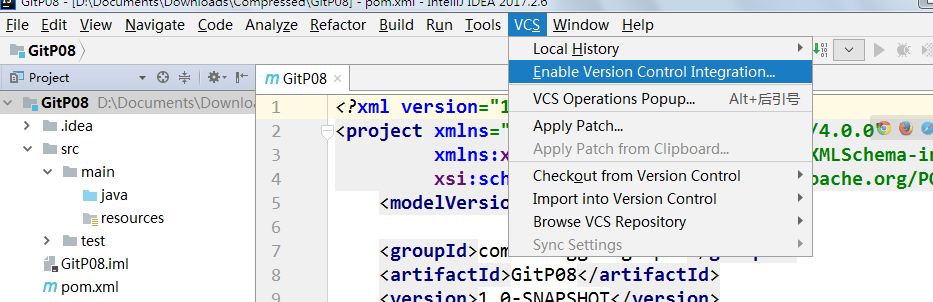 GitP08 - [D:\Documents\Downloads\Compressed\GitP08] - pom.xml - IntelliJ IDEA 2017.2.6
File Edit View Navigate Code Analyze Refactor Build Run Tools VCS Window Help
GitP08
Project
GitP08 D:\Documents\Downloa
.idea
src
main
java
resources
test
GitP08.iml
pom.xml
GitP08
1 <?xml version="1
2 <project xmlns=" /4.0.0
3 xmlns:x XMLSchema-in
4 xsi:sch pache.org/PO
5 <modelVersio
6
7 <groupId>com
8 <artifactId>GitP08</artifactId>
9 <version>1.0-SNAPSHOT</version>
Local History
Enable Version Control Integration...
VCS Operations Popup... Alt+后引号
Apply Patch...
Apply Patch from Clipboard...
Checkout from Version Control
Import into Version Control
Browse VCS Repository
Sync Settings